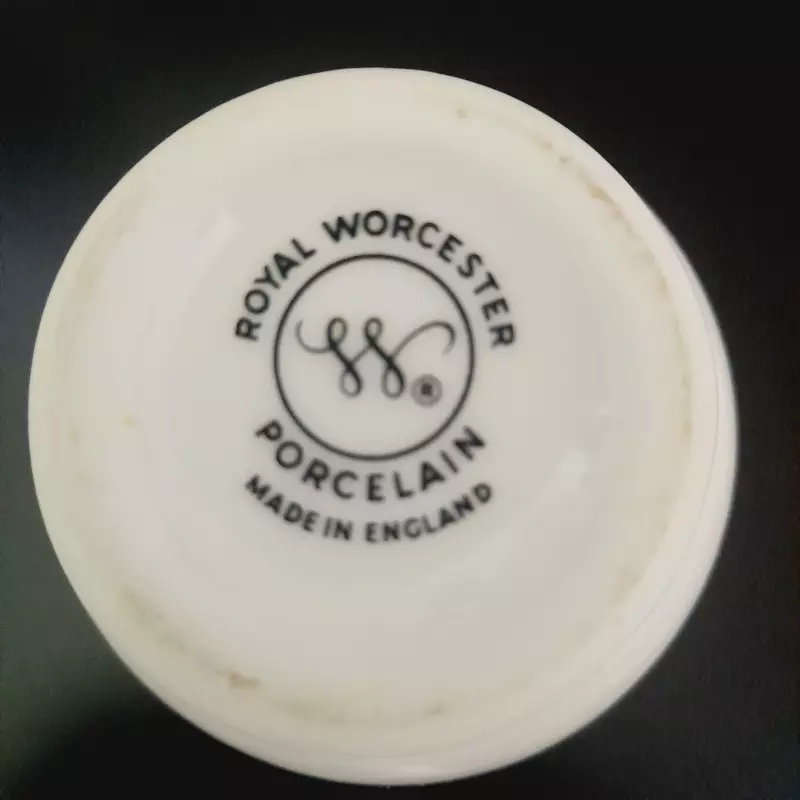 ROYAL WORCESTER
W ®
PORCELAIN
MADE IN ENGLAND